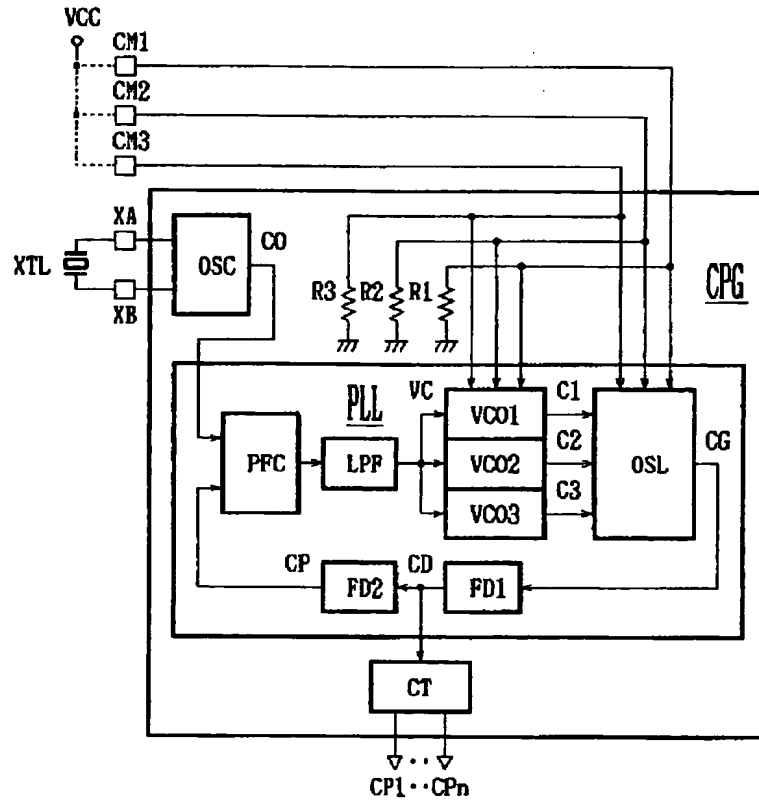 VCC
CM1
CM2
CM3
XA
CO
XTL
OSC
XB
R3 R2 R1
CPG
PLL
VC
VCO1
C1
CG
PFC
LPF
VCO2
C2
OSL
VCO3
C3
CP
FD2
CD
FD1
CT
CP1··CPn